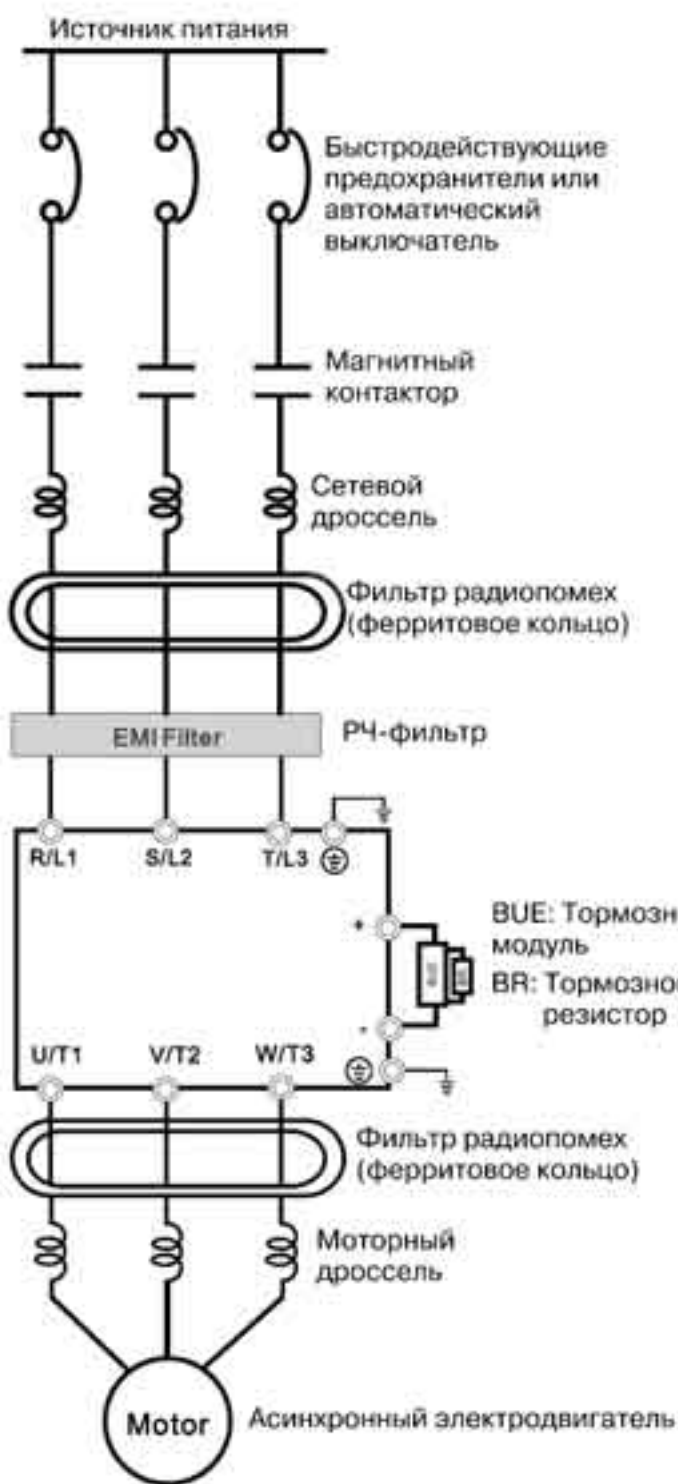 Источник питания
Быстродействующие
предохранители или
автоматический
выключатель
Магнитный
контактор
Сетевой
дроссель
Фильтр радиопомех
(ферритовое кольцо)
EMI Filter
РЧ-фильтр
R/L1
S/L2
T/L3
+
BUE: Тормозн
модуль
BR: Тормозно
резистор
-
U/T1
V/T2
W/T3
Фильтр радиопомех
(ферритовое кольцо)
Моторный
дроссель
Motor
Асинхронный электродвигатель